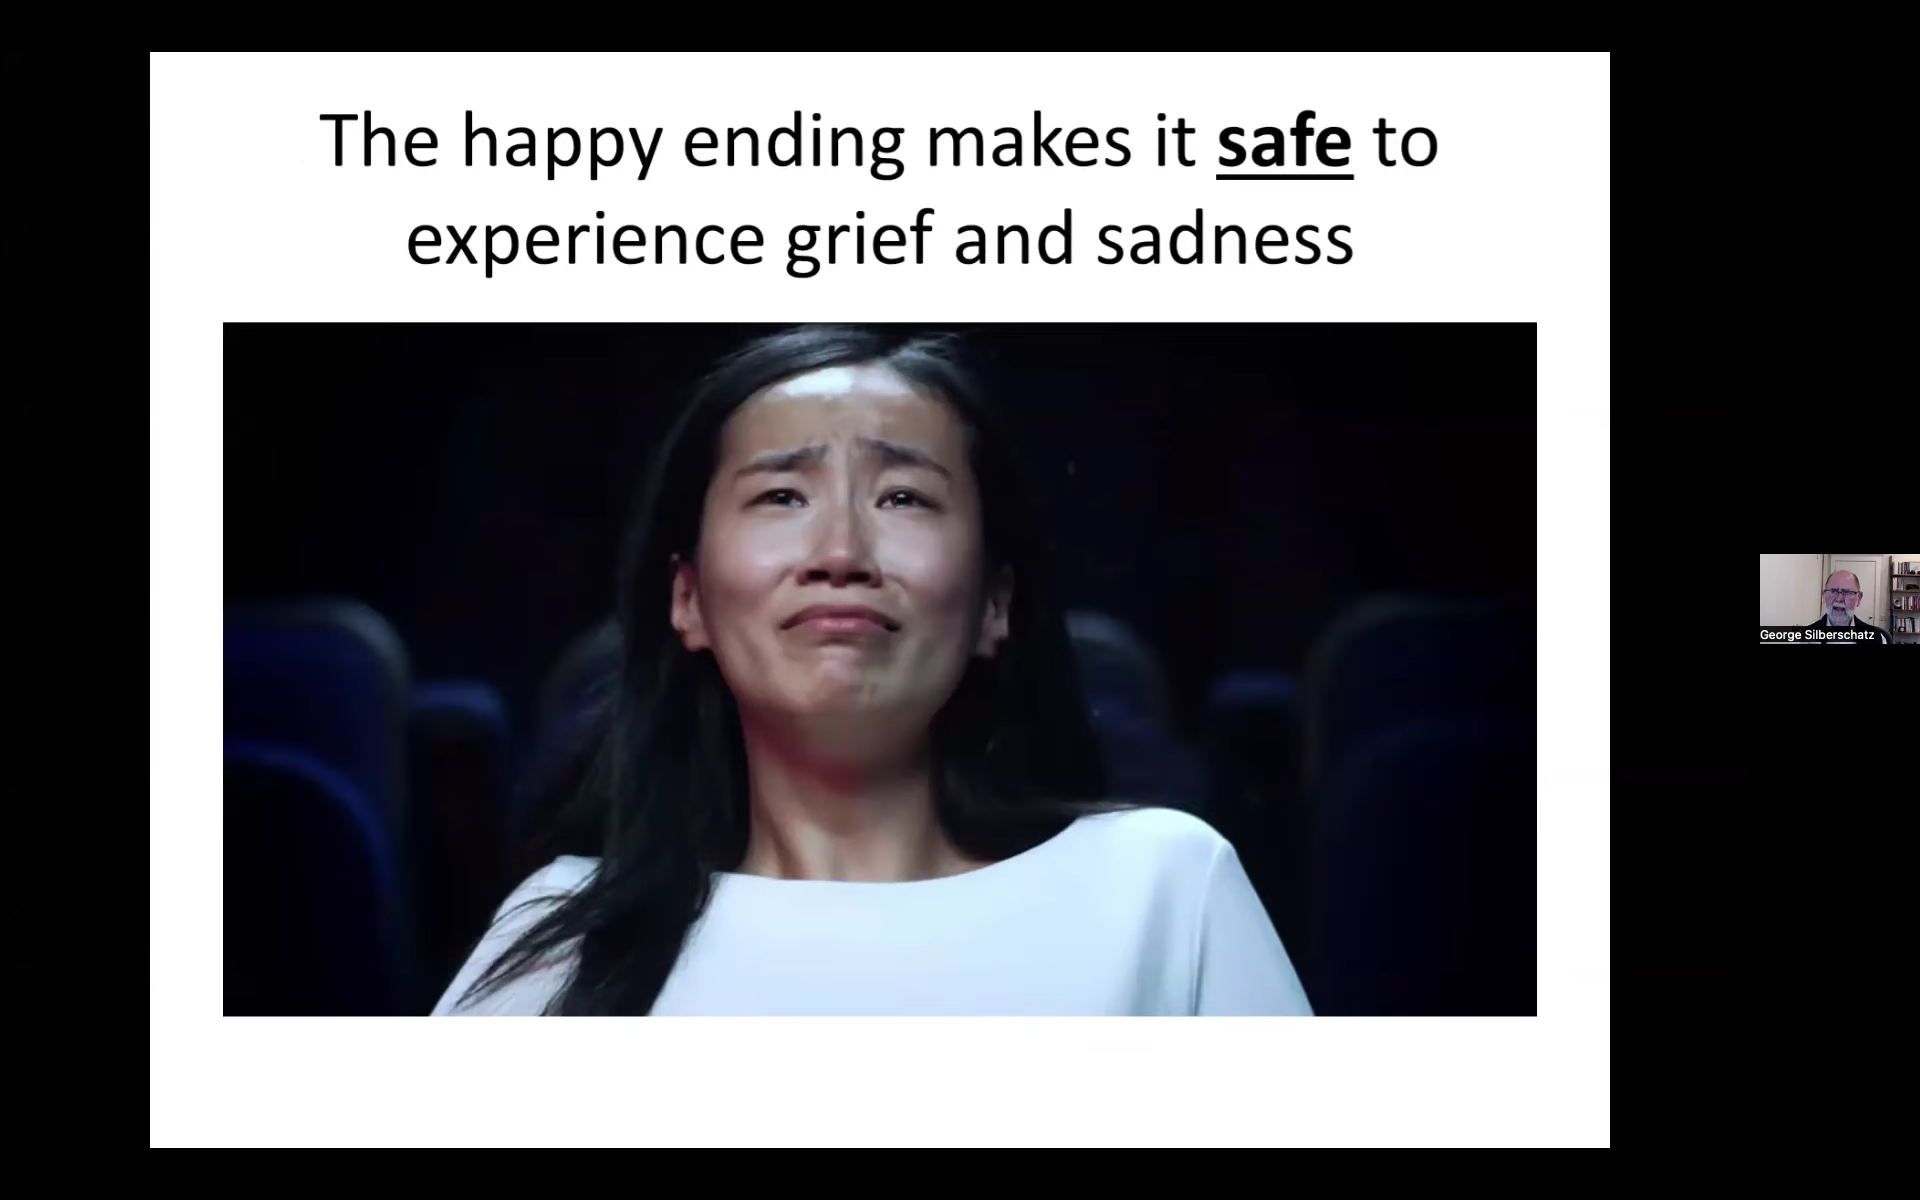 The happy ending makes it safe to
experience grief and sadness
George Silberschatz